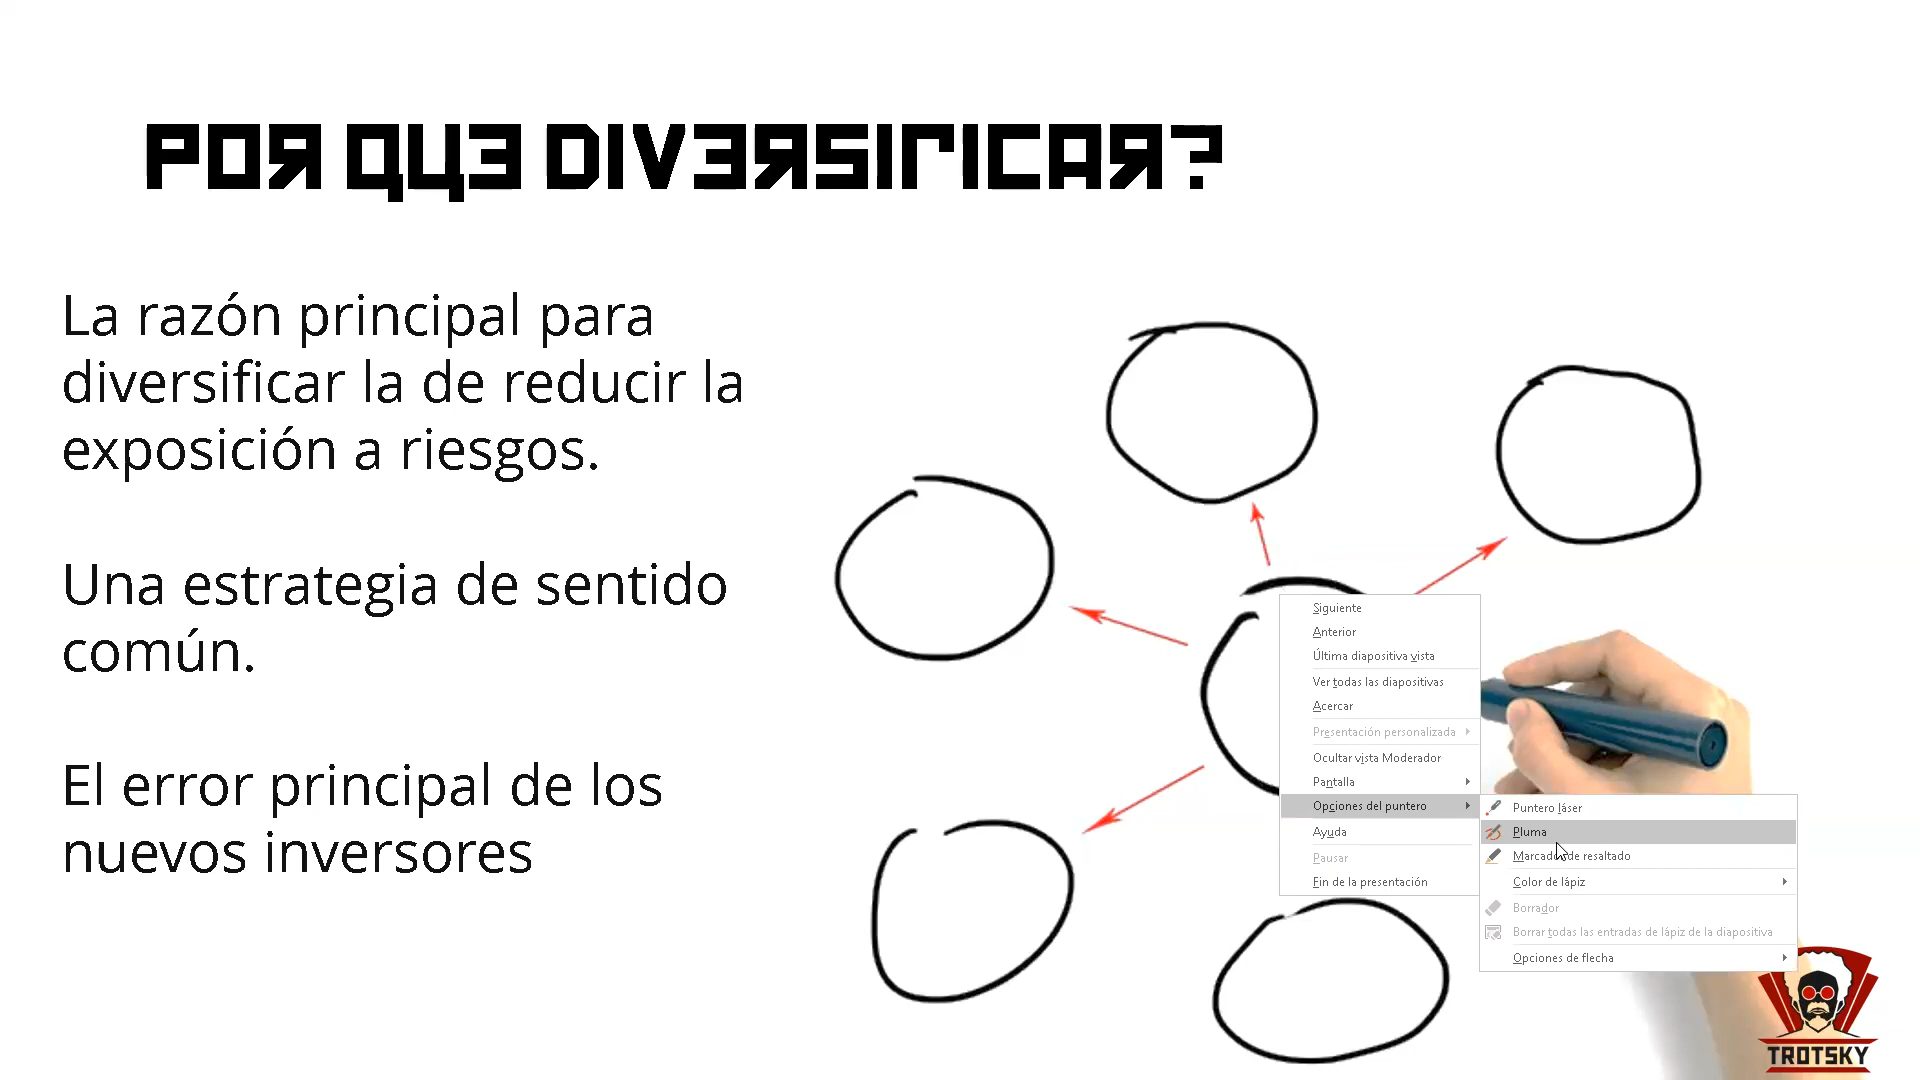 POR QUE DIVERSIFICAR?
La razón principal para
diversificar la de reducir la
exposición a riesgos.
Una estrategia de sentido
común.
El error principal de los
nuevos inversores
Siguiente
Anterior
Última diapositiva vista
Ver todas las diapositivas
Acercar
Presentación personalizada
Ocultar vista Moderador
Pantalla
Opciones del puntero
Ayuda
Pausar
Fin de la presentación
Puntero láser
Pluma
Marcador de resaltado
Color de lápiz
Borrador
Borrar todas las entradas de lápiz de la diapositiva
Opciones de flecha
TROTSKY